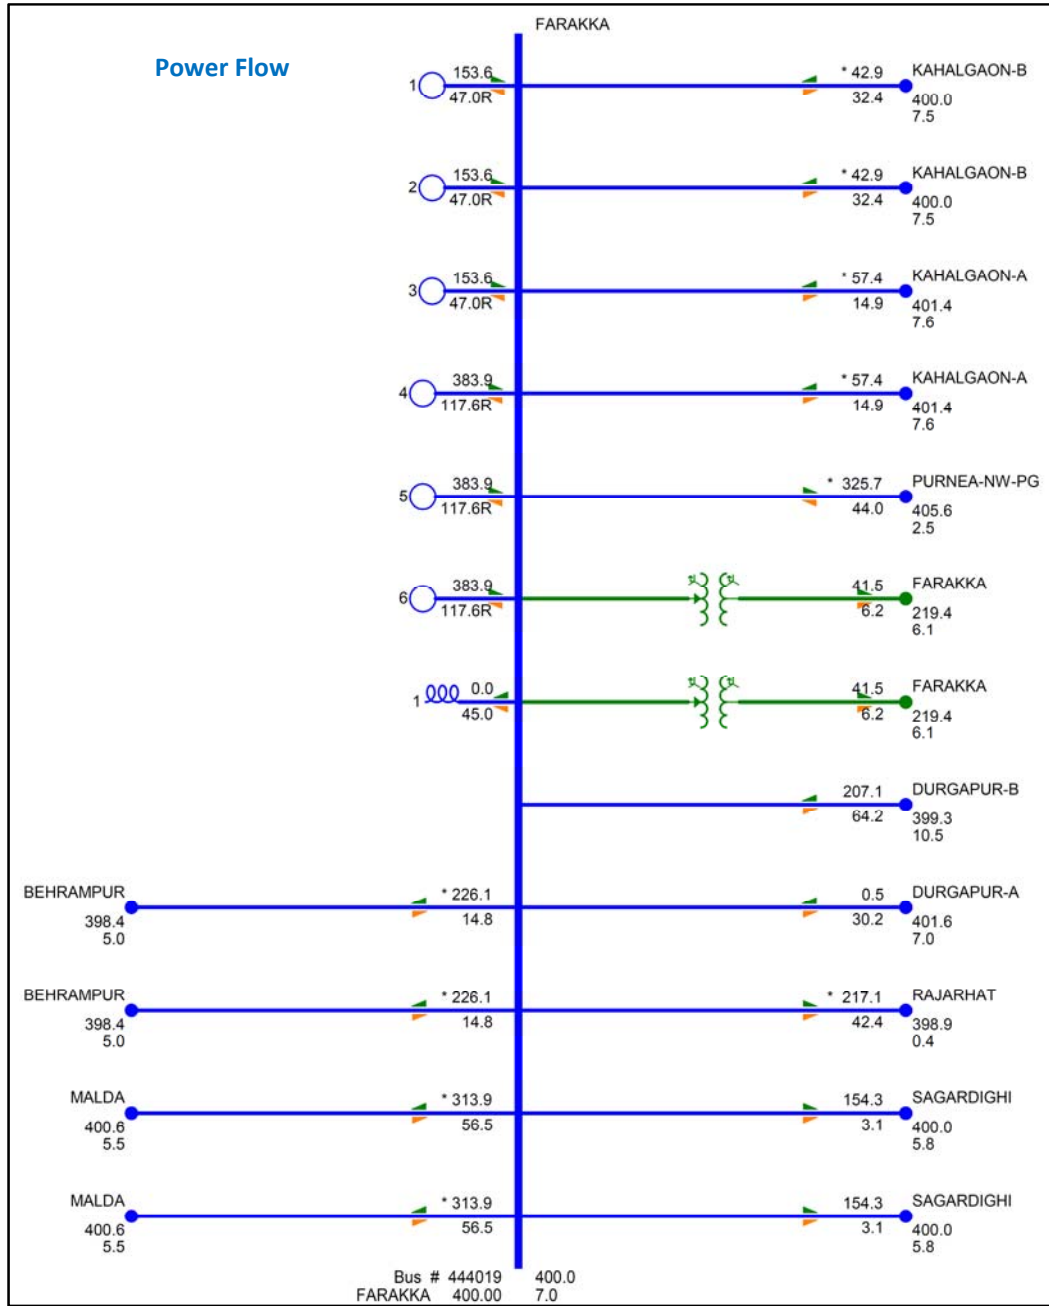 FARAKKA
Power Flow
1 153.6 * 42.9 KAHALGAON-B
47.0R 32.4 400.0
7.5
2 153.6 * 42.9 KAHALGAON-B
47.0R 32.4 400.0
7.5
3 153.6 * 57.4 KAHALGAON-A
47.0R 14.9 401.4
7.6
4 383.9 * 57.4 KAHALGAON-A
117.6R 14.9 401.4
7.6
5 383.9 * 325.7 PURNEA-NW-PG
117.6R 44.0 405.6
2.5
6 383.9 41.5 FARAKKA
117.6R 6.2 219.4
6.1
1 0.0 41.5 FARAKKA
45.0 6.2 219.4
6.1
207.1 DURGAPUR-B
64.2 399.3
10.5
BEHRAMPUR * 226.1 0.5 DURGAPUR-A
398.4 14.8 30.2 401.6
5.0 7.0
BEHRAMPUR * 226.1 * 217.1 RAJARHAT
398.4 14.8 42.4 398.9
5.0 0.4
MALDA * 313.9 154.3 SAGARDIGHI
400.6 56.5 3.1 400.0
5.5 5.8
MALDA * 313.9 154.3 SAGARDIGHI
400.6 56.5 3.1 400.0
5.5 5.8
Bus # 444019 400.0
FARAKKA 400.00 7.0